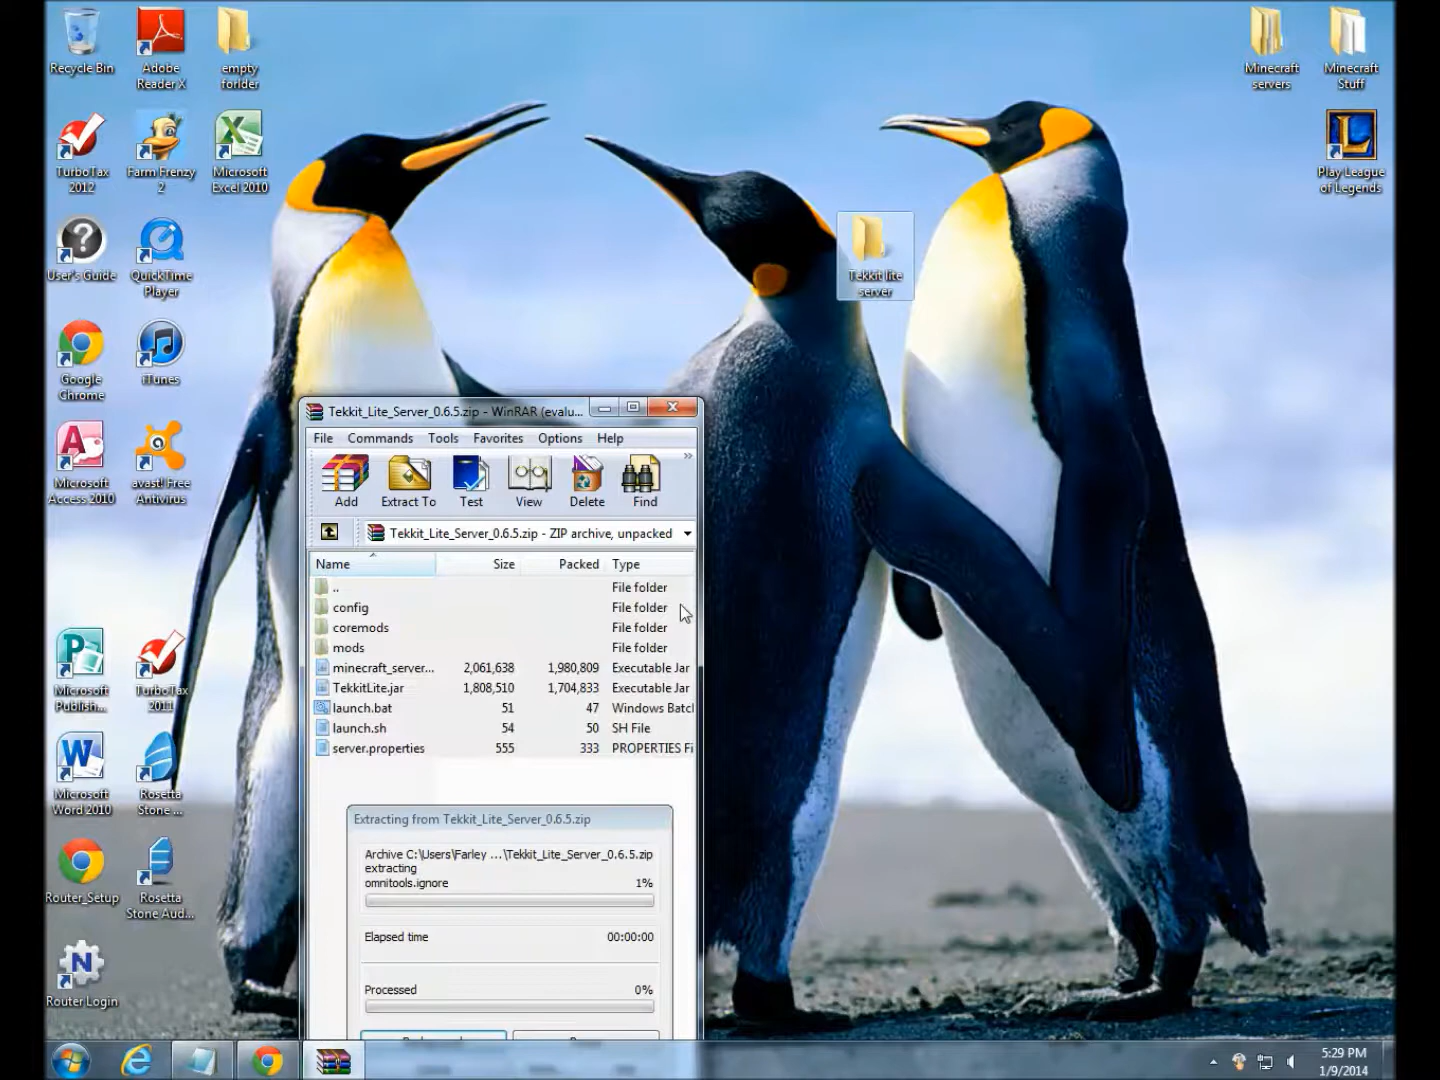 Recycle Bin
Adobe
Reader X
empty
forlder
Minecraft
servers
Minecraft
Stuff
TurboTax
2012
Farm Frenzy
2
Microsoft
Excel 2010
Play League
of Legends
User's Guide
QuickTime
Player
Tekkit lite
server
Google
Chrome
iTunes
Microsoft
Access 2010
avast! Free
Antivirus
Microsoft
Publish...
TurboTax
2011
Microsoft
Word 2010
Rosetta
Stone ...
Router_Setup
Rosetta
Stone Aud...
Router Login
Tekkit_Lite_Server_0.6.5.zip - WinRAR (evalu...
File Commands Tools Favorites Options Help
Add Extract To Test View Delete Find
Tekkit_Lite_Server_0.6.5.zip - ZIP archive, unpacked
Name Size Packed Type
.. File folder
config File folder
coremods File folder
mods File folder
minecraft_server... 2,061,638 1,980,809 Executable Jar
TekkitLite.jar 1,808,510 1,704,833 Executable Jar
launch.bat 51 47 Windows Batcl
launch.sh 54 50 SH File
server.properties 555 333 PROPERTIES Fi
Extracting from Tekkit_Lite_Server_0.6.5.zip
Archive C:\Users\Farley ...\Tekkit_Lite_Server_0.6.5.zip
extracting
omnitools.ignore 1%
Elapsed time 00:00:00
Processed 0%
5:29 PM
1/9/2014